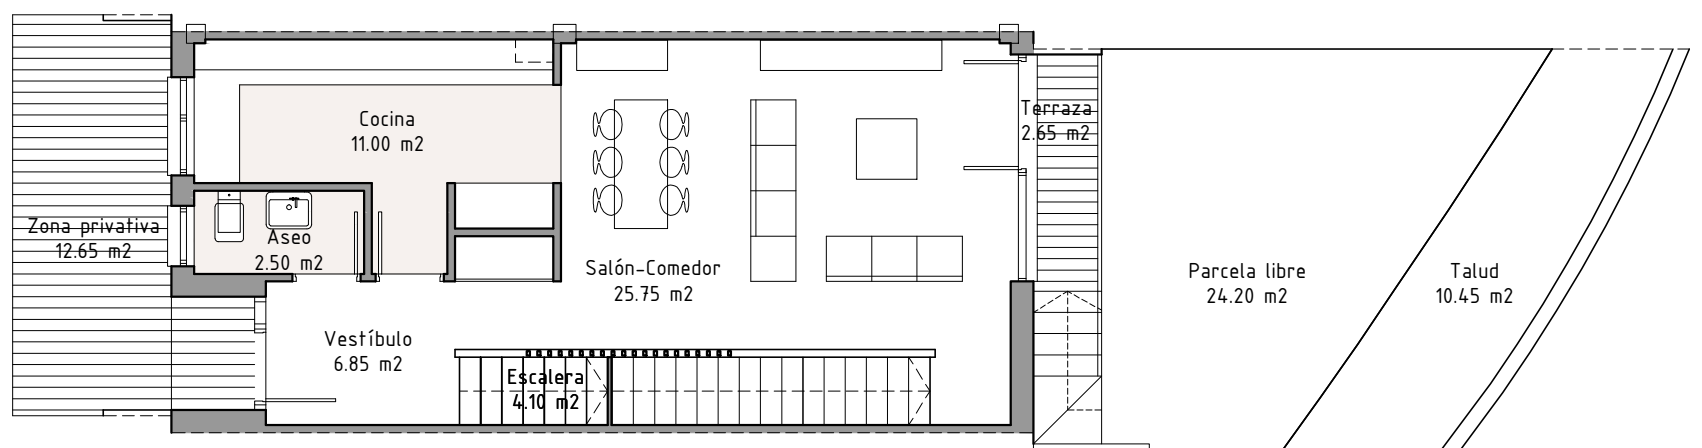 Zona privativa
12.65 m2
Cocina
11.00 m2
Aseo
2.50 m2
Vestíbulo
6.85 m2
Escalera
4.10 m2
Salón-Comedor
25.75 m2
Terraza
2.65 m2
Parcela libre
24.20 m2
Talud
10.45 m2